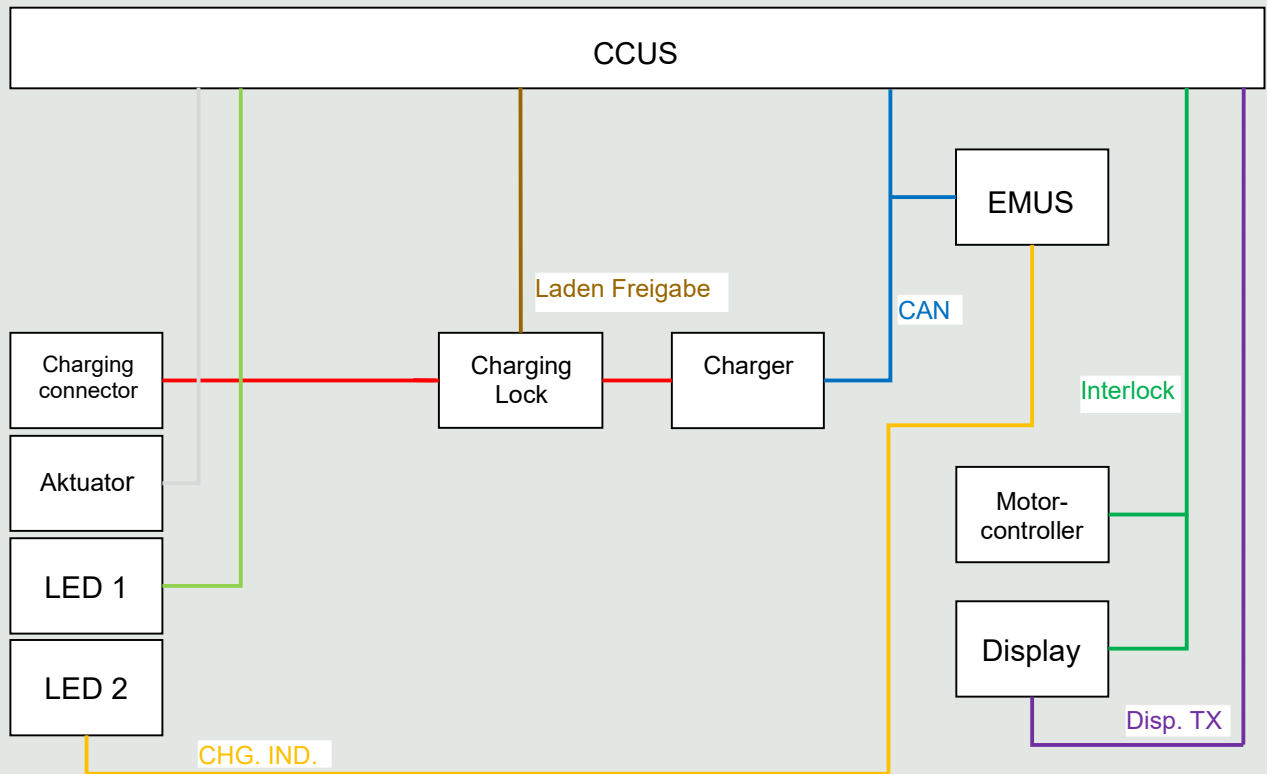 CCUS
EMUS
Laden Freigabe
CAN
Charging
connector
Charging
Lock
Charger
Interlock
Aktuator
Motor-
controller
LED 1
Display
LED 2
Disp. TX
CHG. IND.